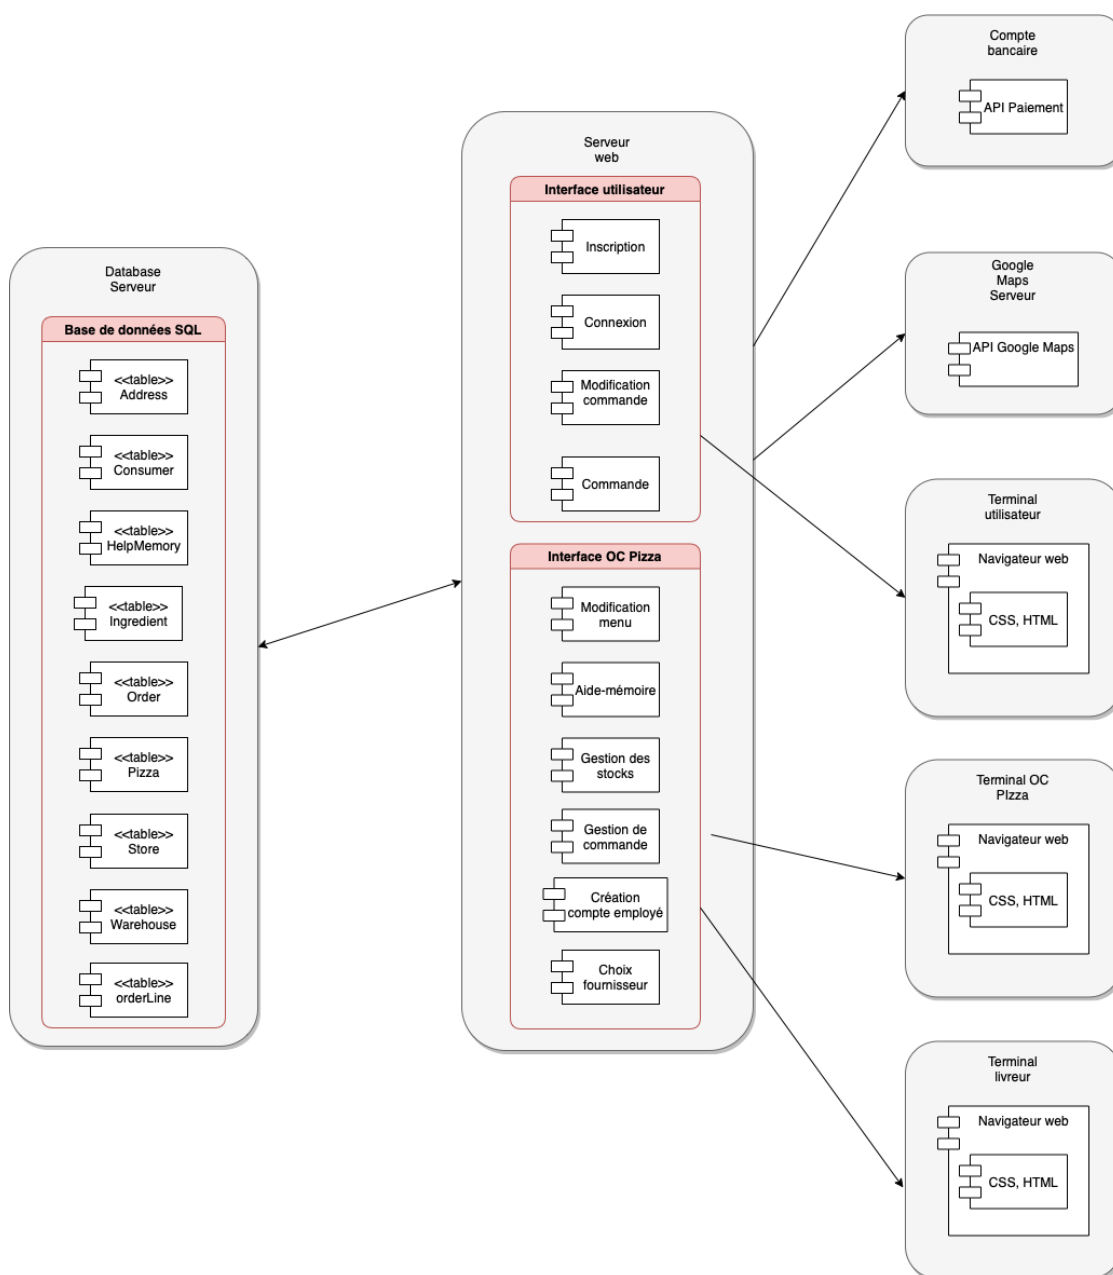 Database
Serveur
Base de données SQL
<<table>>
Address
<<table>>
Consumer
<<table>>
HelpMemory
<<table>>
Ingredient
<<table>>
Order
<<table>>
Pizza
<<table>>
Store
<<table>>
Warehouse
<<table>>
orderLine
Serveur
web
Interface utilisateur
Inscription
Connexion
Modification
commande
Commande
Interface OC Pizza
Modification
menu
Aide-mémoire
Gestion des
stocks
Gestion de
commande
Création
compte employé
Choix
fournisseur
Compte
bancaire
API Paiement
Google
Maps
Serveur
API Google Maps
Terminal
utilisateur
Navigateur web
CSS, HTML
Terminal OC
PIzza
Navigateur web
CSS, HTML
Terminal
livreur
Navigateur web
CSS, HTML